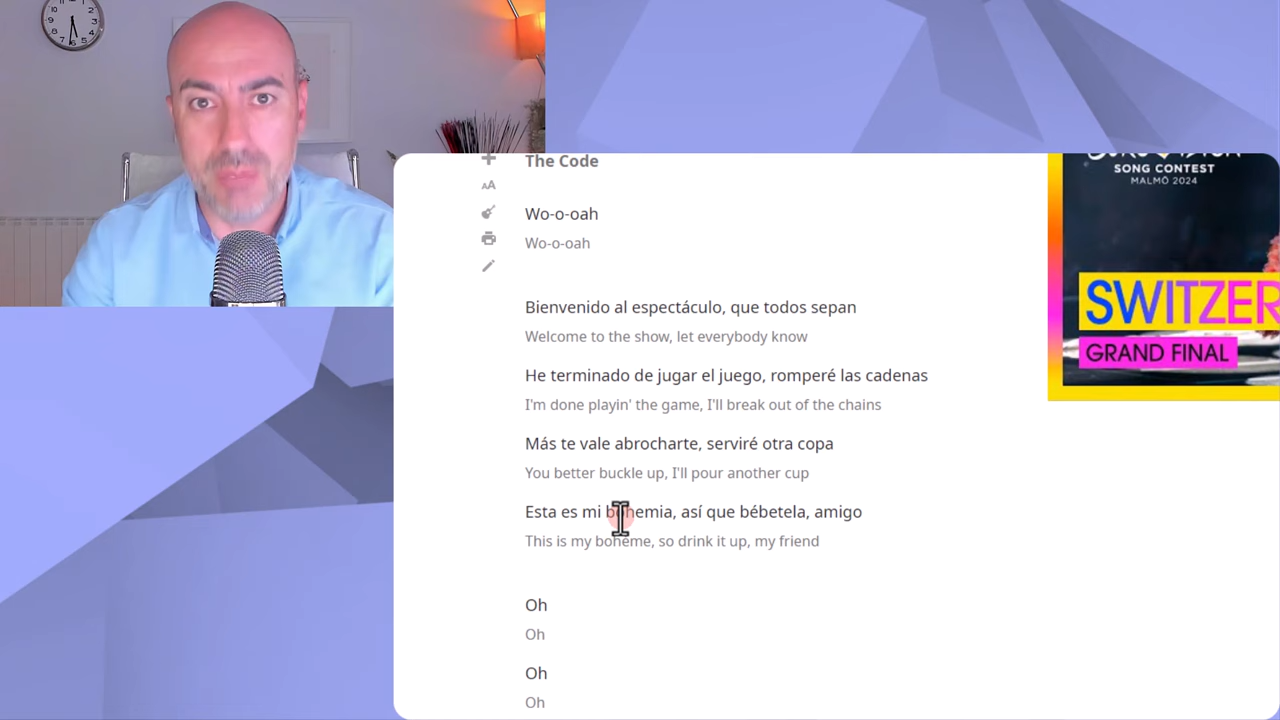 The Code
Wo-o-oah
Wo-o-oah
Bienvenido al espectáculo, que todos sepan
Welcome to the show, let everybody know
He terminado de jugar el juego, romperé las cadenas
I'm done playin' the game, I'll break out of the chains
Más te vale abrocharte, serviré otra copa
You better buckle up, I'll pour another cup
Esta es mi bohemia, así que bébetela, amigo
This is my bohème, so drink it up, my friend
Oh
Oh
Oh
Oh
SONG CONTEST
MALMÖ 2024
SWITZER
GRAND FINAL